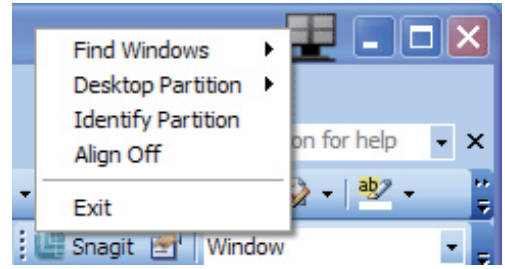 Find Windows
Desktop Partition
Identify Partition
on for help
Align Off
Exit
Snagit Window